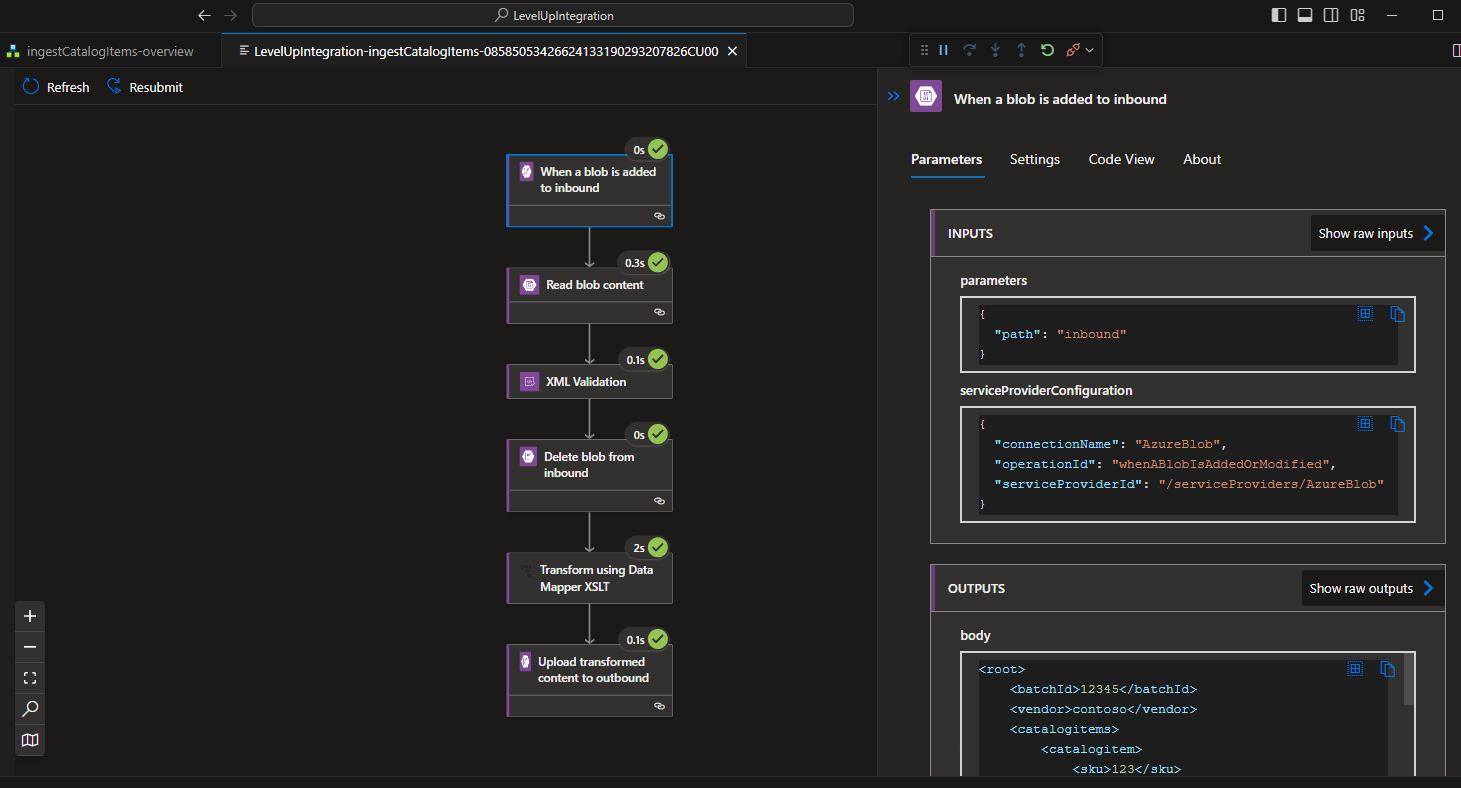 LevelUpIntegration
ingestCatalogItems-overview
LevelUpIntegration-ingestCatalogItems-08585053426624133190293207826CU00
Refresh
Resubmit
0s
When a blob is added
to inbound
0.3s
Read blob content
0.1s
XML Validation
0s
Delete blob from
inbound
2s
Transform using Data
Mapper XSLT
0.1s
Upload transformed
content to outbound
When a blob is added to inbound
Parameters
Settings
Code View
About
INPUTS
Show raw inputs
parameters
{
"path": "inbound"
}
serviceProviderConfiguration
{
"connectionName": "AzureBlob",
"operationId": "whenABlobIsAddedOrModified",
"serviceProviderId": "/serviceProviders/AzureBlob"
}
OUTPUTS
Show raw outputs
body
<root>
<batchId>12345</batchId>
<vendor>contoso</vendor>
<catalogitems>
<catalogitem>
<sku>123</sku>